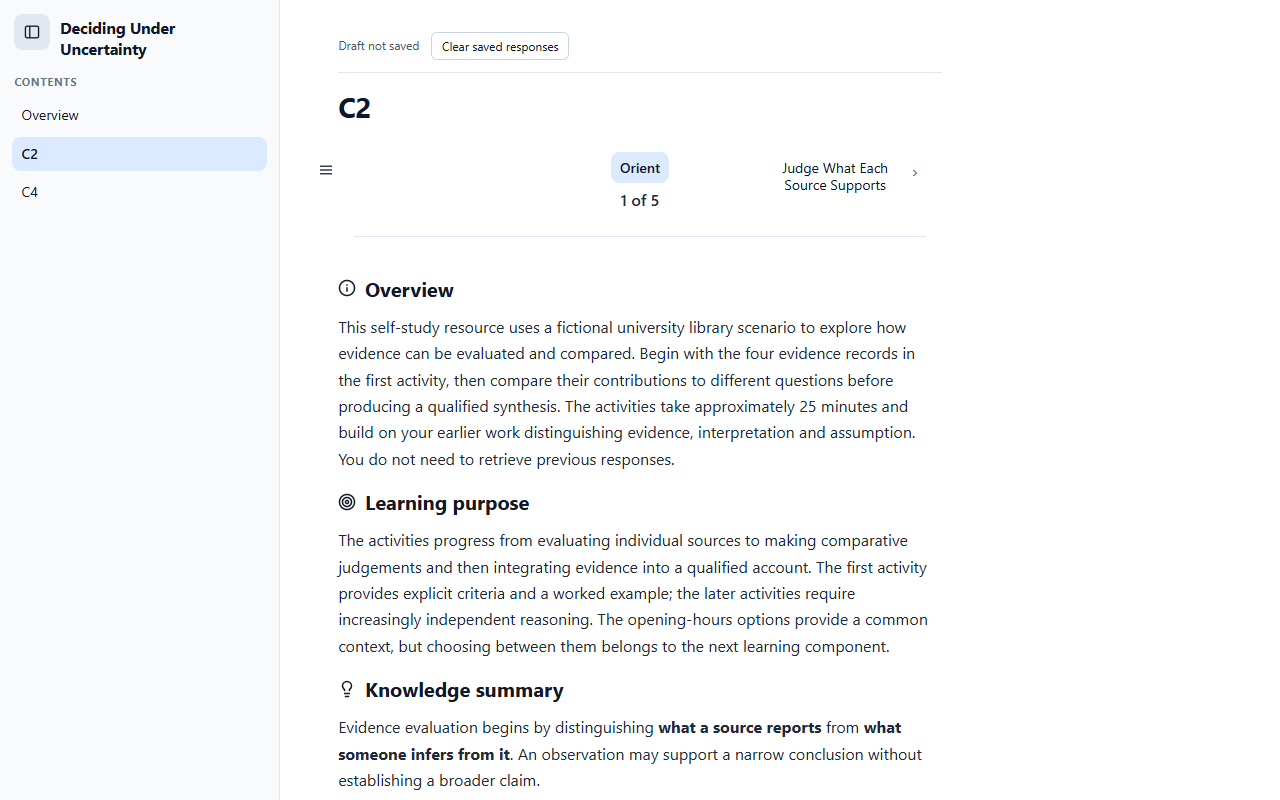 Deciding Under
Uncertainty
CONTENTS
Overview
C2
C4
Draft not saved
Clear saved responses
C2
Orient
1 of 5
Judge What Each
Source Supports
Overview
This self-study resource uses a fictional university library scenario to explore how
evidence can be evaluated and compared. Begin with the four evidence records in
the first activity, then compare their contributions to different questions before
producing a qualified synthesis. The activities take approximately 25 minutes and
build on your earlier work distinguishing evidence, interpretation and assumption.
You do not need to retrieve previous responses.
Learning purpose
The activities progress from evaluating individual sources to making comparative
judgements and then integrating evidence into a qualified account. The first activity
provides explicit criteria and a worked example; the later activities require
increasingly independent reasoning. The opening-hours options provide a common
context, but choosing between them belongs to the next learning component.
Knowledge summary
Evidence evaluation begins by distinguishing what a source reports from what
someone infers from it. An observation may support a narrow conclusion without
establishing a broader claim.